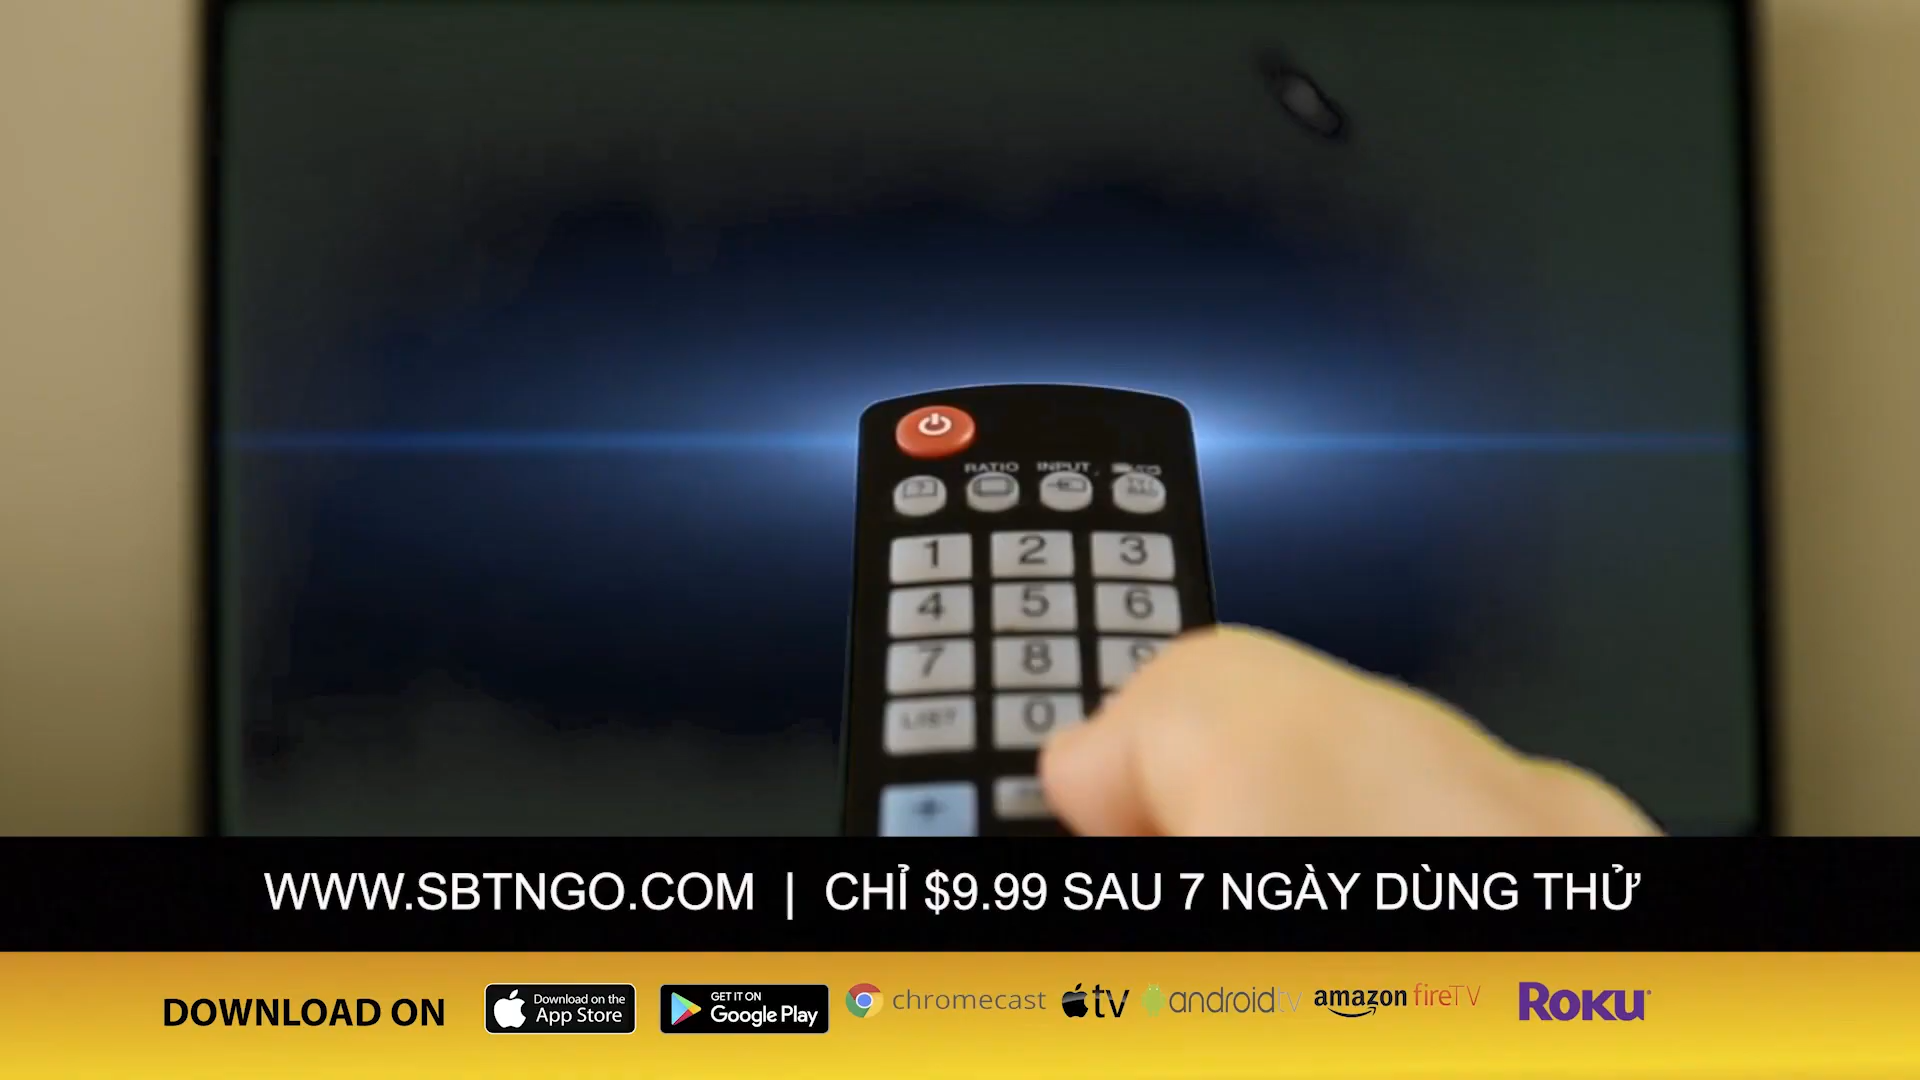 RATIO INPUT
1 2 3
4 5 6
7 8 9
LIST 0
WWW.SBTNGO.COM | CHỈ $9.99 SAU 7 NGÀY DÙNG THỬ
DOWNLOAD ON
Download on the
App Store
GET IT ON
Google Play
chromecast
tv
androidtv
amazon fireTV
ROKU